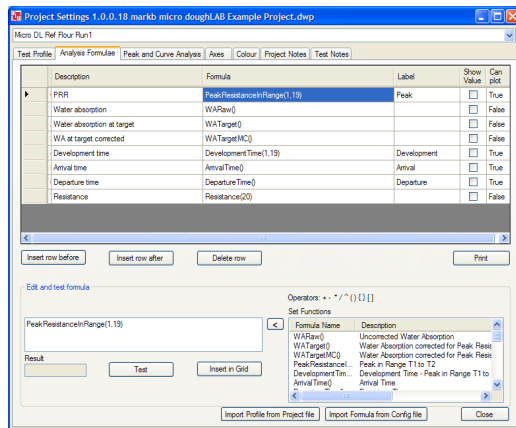 Project Settings 1.0.0.18 markb micro doughLAB Example Project.dwp
Micro DL Ref Flour Run1
Test Profile Analysis Formulae Peak and Curve Analysis Axes Colour Project Notes Test Notes
Description Formula Label Show Value Can plot
PRR PeakResistanceInRange(1,19) Peak True
Water absorption WARaw() False
Water absorption at target WATarget() False
WA at target corrected WATargetMC() False
Development time DevelopmentTime(1,19) Development True
Arrival time ArrivalTime() Arrival True
Departure time DepartureTime() Departure True
Resistance Resistance(20) False
Insert row before Insert row after Delete row Print
Edit and test formula
Operators: + - * / ^ ( ) { } [ ]
Set Functions
PeakResistanceInRange(1,19) <
Formula Name Description
WARaw() Uncorrected Water Absorption
WATarget() Water Absorption corrected for Peak Resis
WATargetMC() Water Absorption corrected for Peak Resis
PeakResistanceI... Peak in Range T1 to T2
DevelopmentTim... Development Time - Peak in Range T1 to
ArrivalTime() Arrival Time
Result
Test Insert in Grid
Import Profile from Project file Import Formula from Config file Close